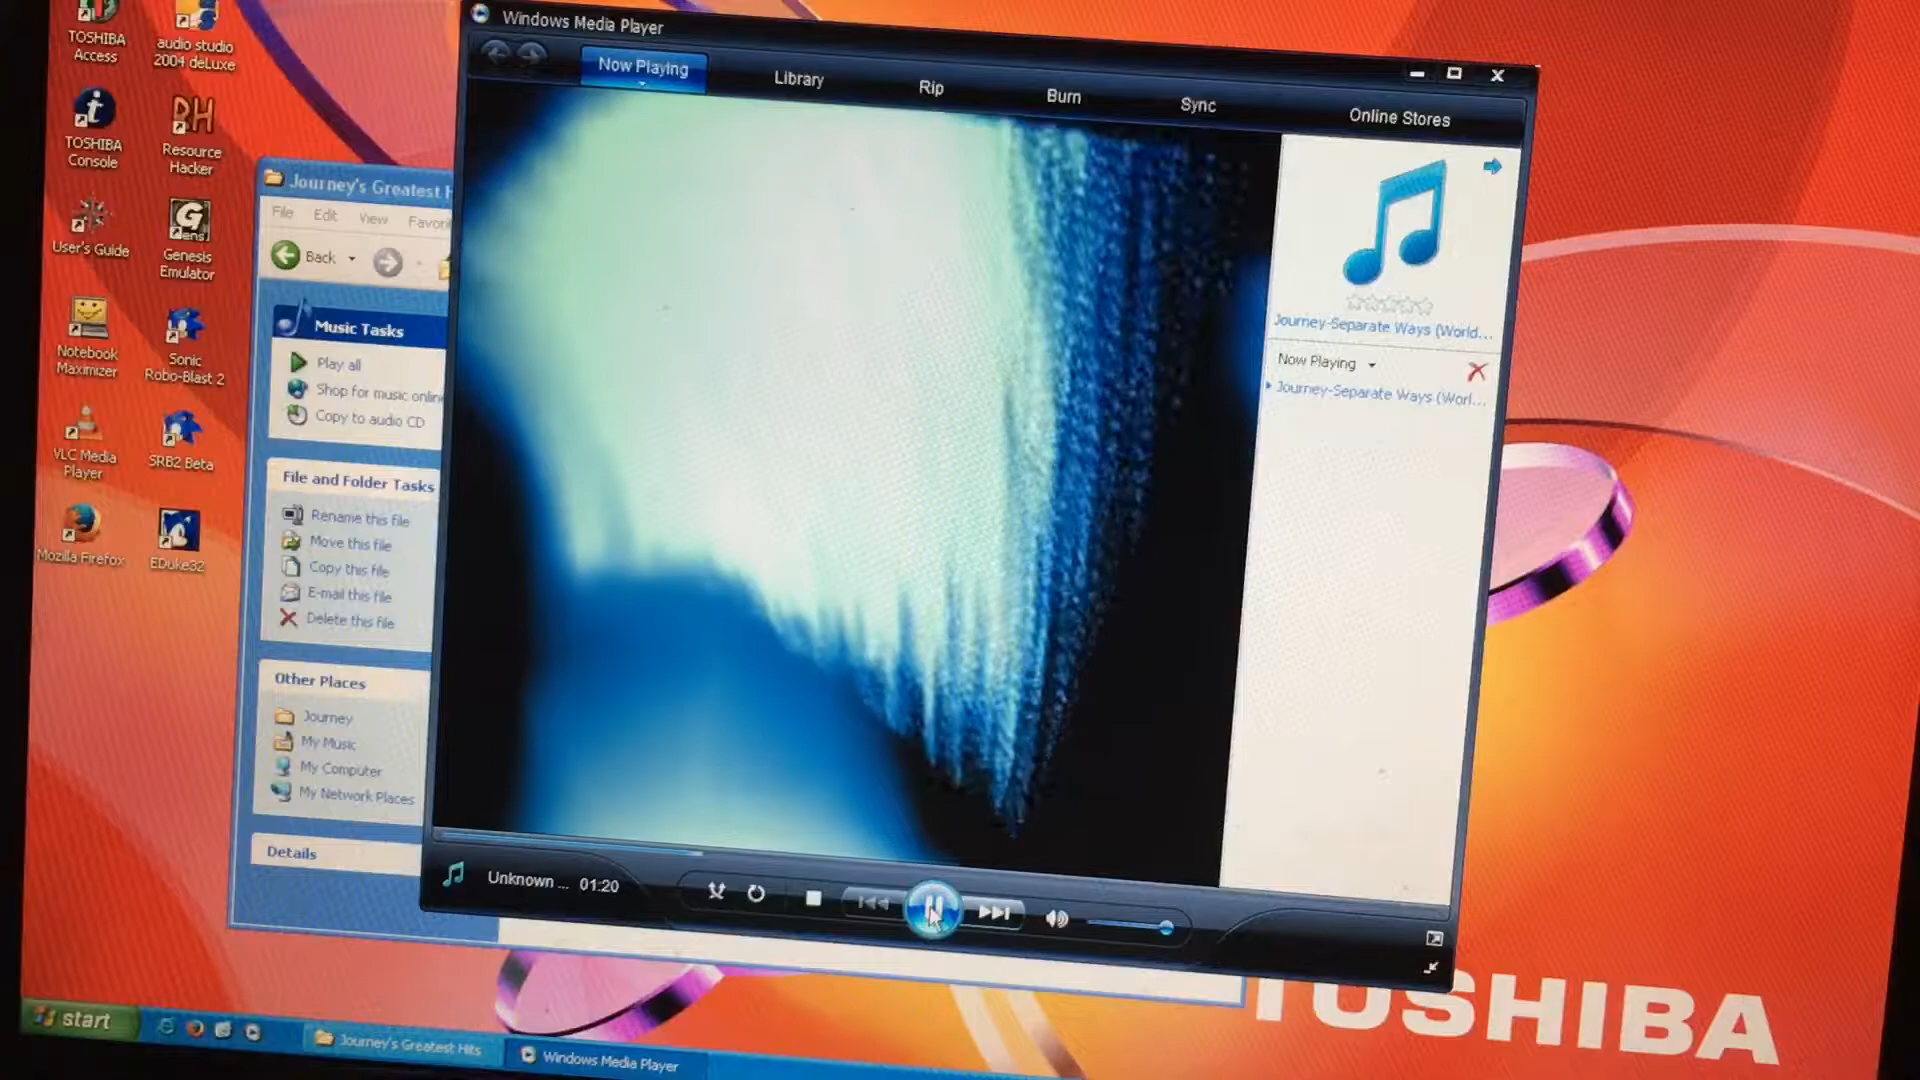 TOSHIBA
Access
audio studio
2004 deLuxe
TOSHIBA
Console
RH
Resource
Hacker
User's Guide
G
ens
Genesis
Emulator
Notebook
Maximizer
Sonic
Robo-Blast 2
VLC Media
Player
SRB2 Beta
Mozilla Firefox
EDuke32
Journey's Greatest H
File Edit View Favori
Back
Music Tasks
Play all
Shop for music online
Copy to audio CD
File and Folder Tasks
Rename this file
Move this file
Copy this file
E-mail this file
Delete this file
Other Places
Journey
My Music
My Computer
My Network Places
Details
Windows Media Player
Now Playing Library Rip Burn Sync Online Stores
Journey-Separate Ways (World...
Now Playing
Journey-Separate Ways (Worl...
Unknown ... 01:20
TOSHIBA
start
Journey's Greatest Hits
Windows Media Player